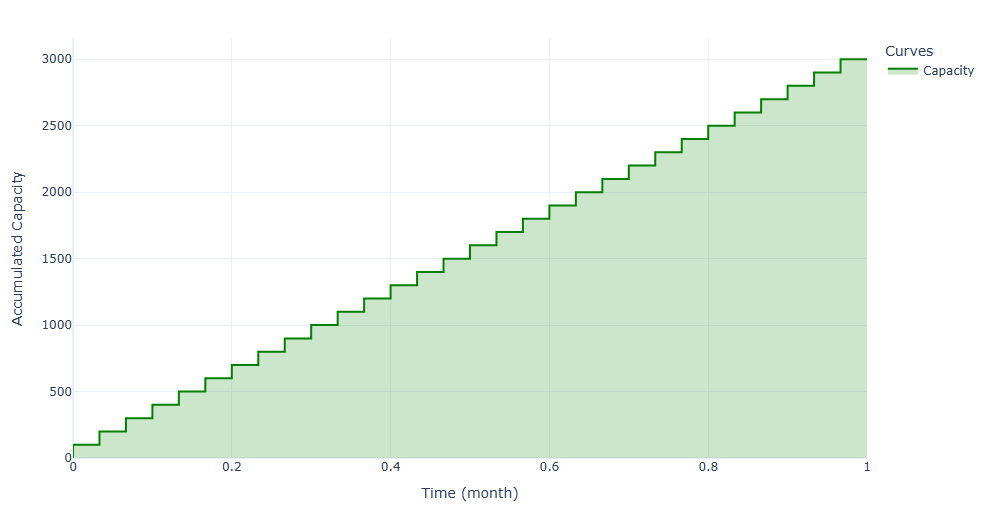 Curves
Capacity
Accumulated Capacity
3000
2500
2000
1500
1000
500
0
0 0.2 0.4 0.6 0.8 1
Time (month)